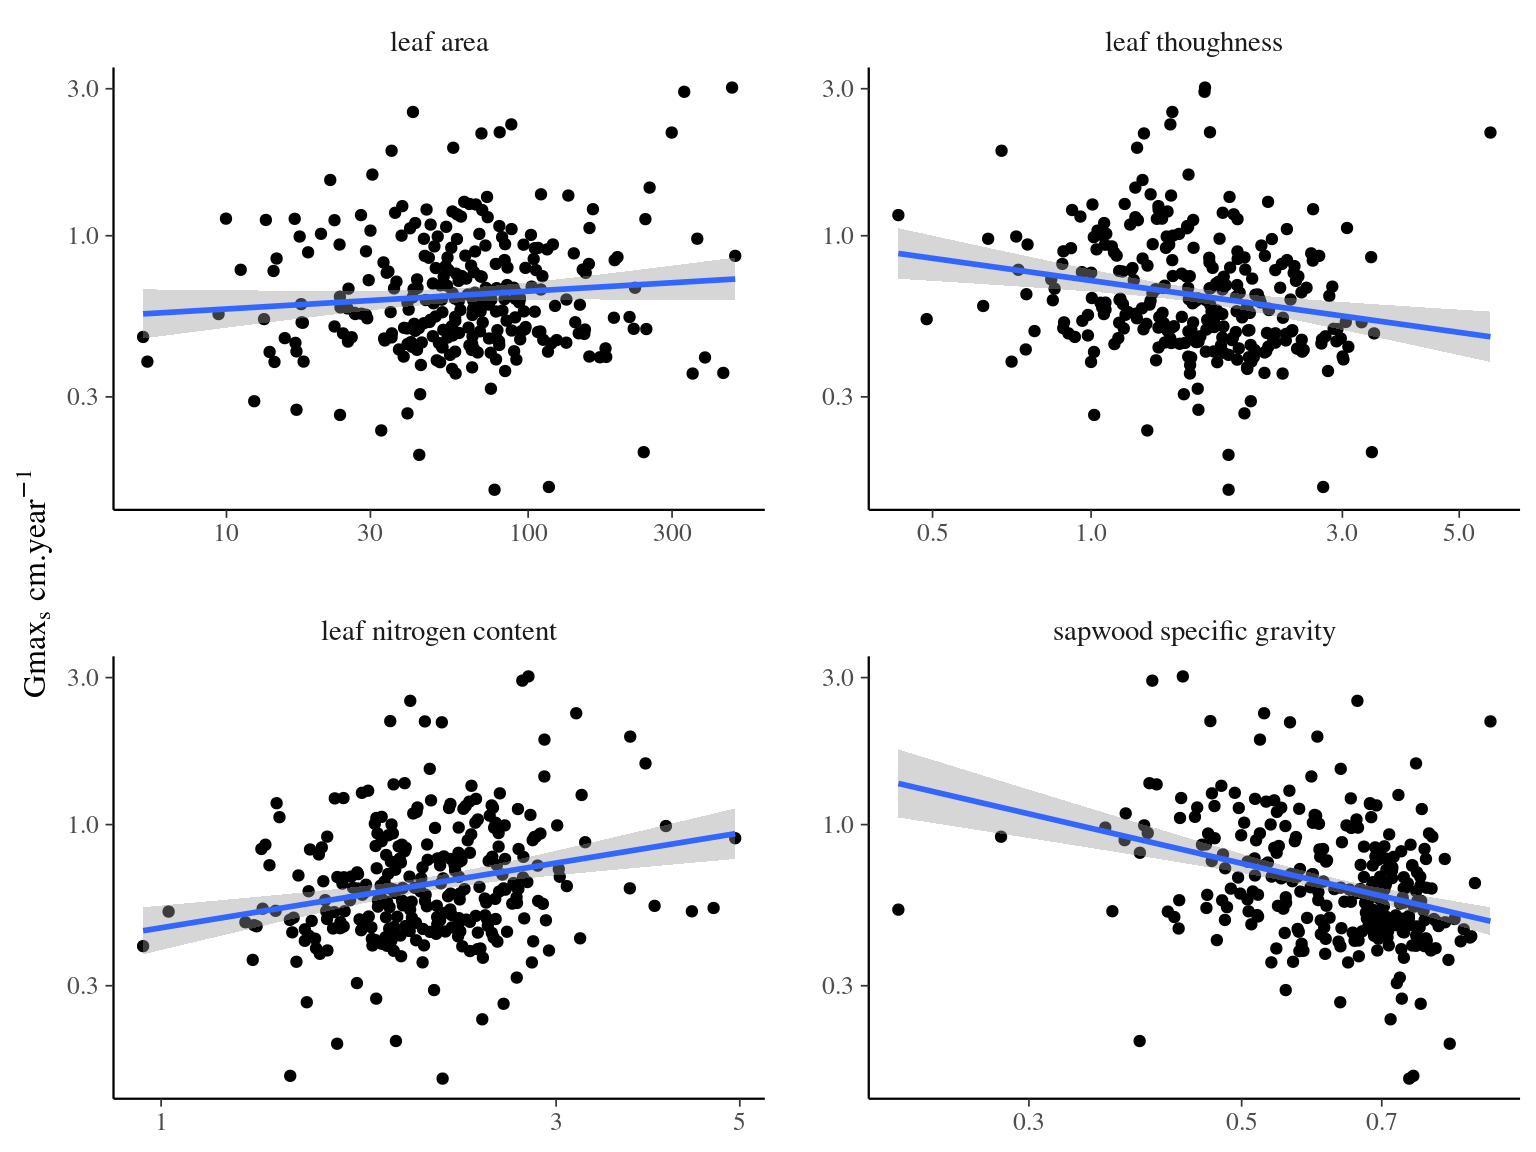 leaf area
leaf thoughness
3.0
1.0
0.3
10 30 100 300
3.0
1.0
0.3
0.5 1.0 3.0 5.0
Gmaxₛ cm.year⁻¹
leaf nitrogen content
sapwood specific gravity
3.0
1.0
0.3
1 3 5
3.0
1.0
0.3
0.3 0.5 0.7